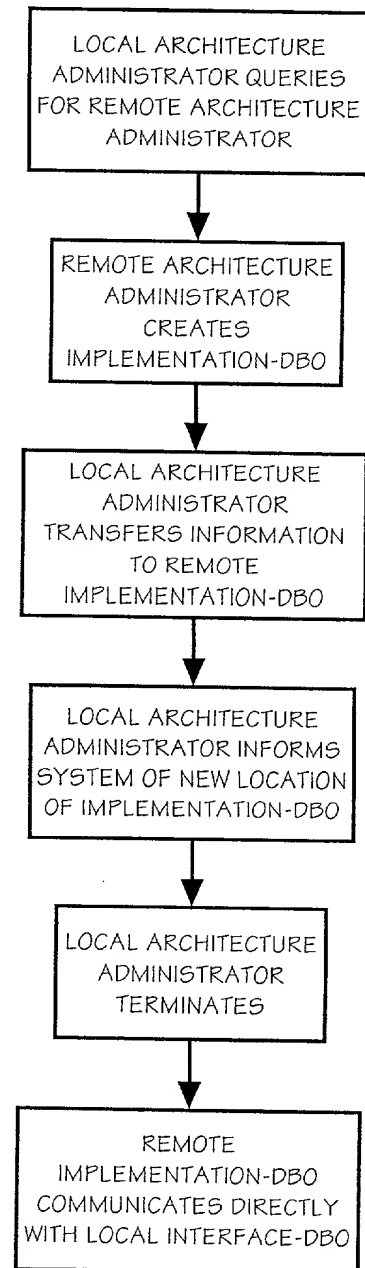 LOCAL ARCHITECTURE
ADMINISTRATOR QUERIES
FOR REMOTE ARCHITECTURE
ADMINISTRATOR
REMOTE ARCHITECTURE
ADMINISTRATOR
CREATES
IMPLEMENTATION-DBO
LOCAL ARCHITECTURE
ADMINISTRATOR
TRANSFERS INFORMATION
TO REMOTE
IMPLEMENTATION-DBO
LOCAL ARCHITECTURE
ADMINISTRATOR INFORMS
SYSTEM OF NEW LOCATION
OF IMPLEMENTATION-DBO
LOCAL ARCHITECTURE
ADMINISTRATOR
TERMINATES
REMOTE
IMPLEMENTATION-DBO
COMMUNICATES DIRECTLY
WITH LOCAL INTERFACE-DBO